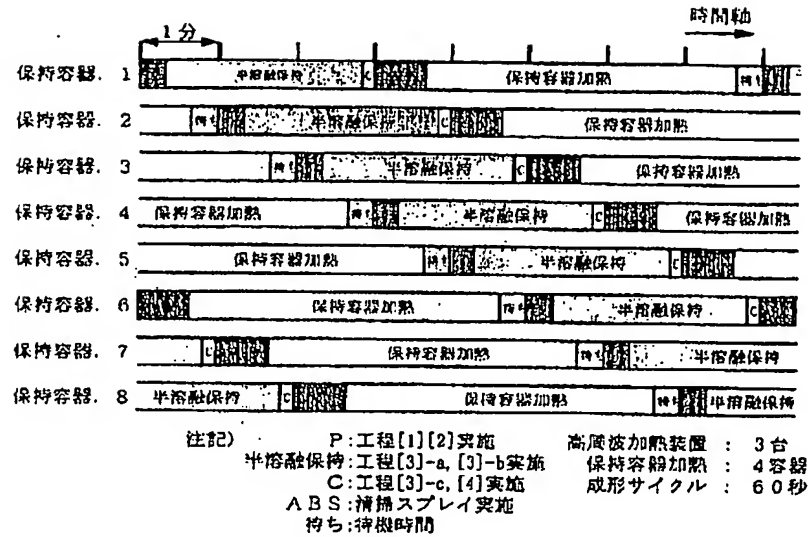 時間軸
1分
保持容器. 1 半溶融保持 C 保持容器加熱 待ち
保持容器. 2 待ち 半溶融保持 C 保持容器加熱
保持容器. 3 待ち 半溶融保持 C 保持容器加熱
保持容器. 4 保持容器加熱 待ち 半溶融保持 C 保持容器加熱
保持容器. 5 保持容器加熱 待ち 半溶融保持 C
保持容器. 6 保持容器加熱 待ち 半溶融保持 C
保持容器. 7 C 保持容器加熱 待ち 半溶融保持
保持容器. 8 半溶融保持 C 保持容器加熱 待ち 半溶融保持
注記) P:工程[1][2]実施 高周波加熱装置 : 3台
半溶融保持:工程[3]-a, [3]-b実施 保持容器加熱 : 4容器
C:工程[3]-c, [4]実施 成形サイクル : 60秒
ABS:清掃スプレイ実施
待ち:待機時間